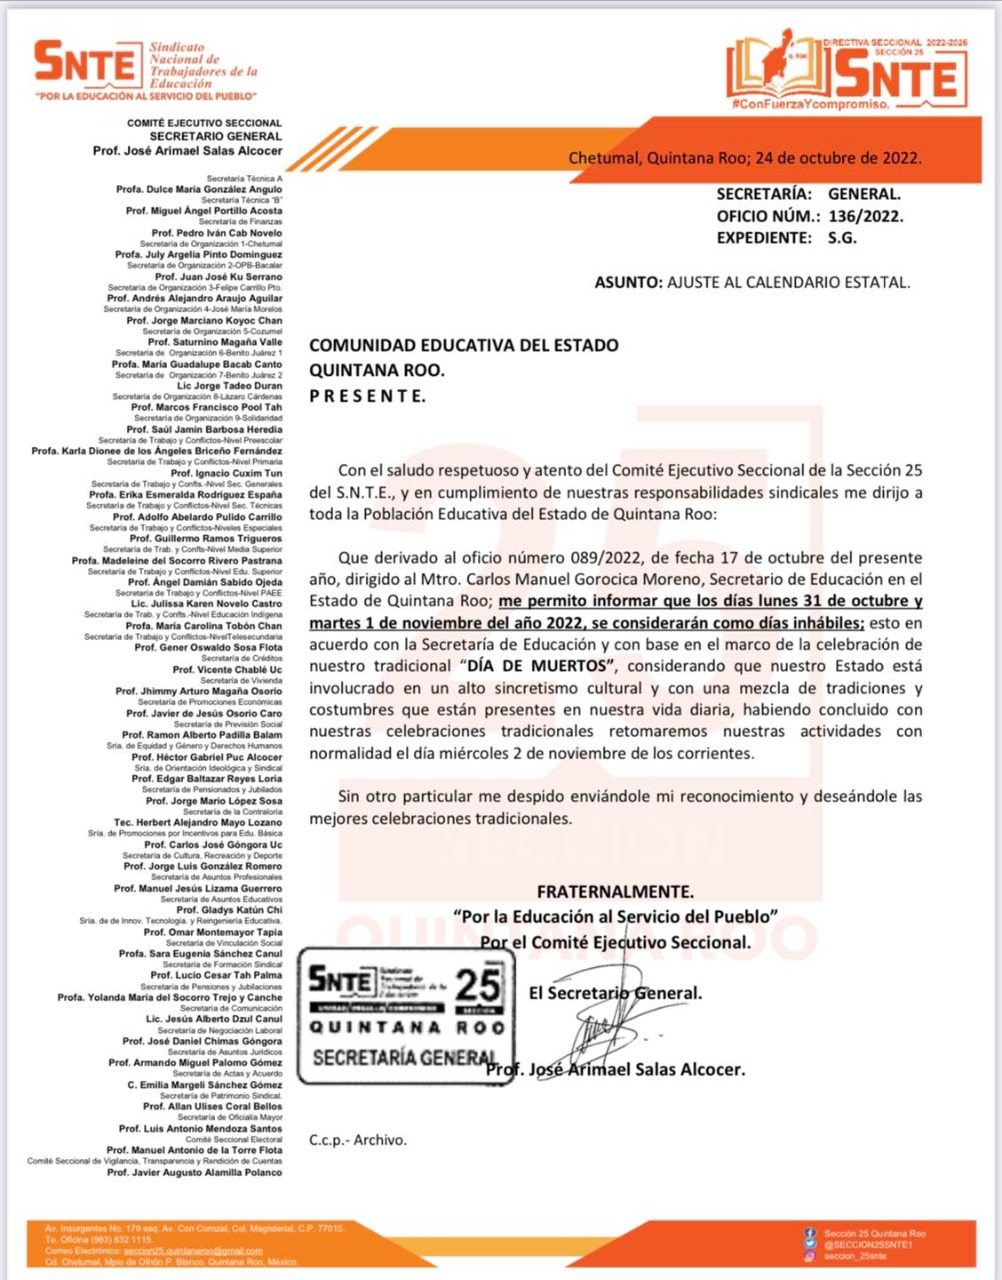 SNTE
Sindicato
Nacional de
Trabajadores de la
Educación
"POR LA EDUCACIÓN AL SERVICIO DEL PUEBLO"
DIRECTIVA SECCIONAL 2022-2026
SECCIÓN 25
SNTE
#ConFuerzaYcompromiso.
COMITÉ EJECUTIVO SECCIONAL
SECRETARIO GENERAL
Prof. José Arimael Salas Alcocer
Secretaría Técnica A
Profa. Dulce María González Angulo
Secretaría Técnica "B"
Prof. Miguel Ángel Portillo Acosta
Secretaría de Finanzas
Prof. Pedro Iván Cab Novelo
Secretaría de Organización 1-Chetumal
Profa. July Argelia Pinto Domínguez
Secretaría de Organización 2-OPB-Bacalar
Prof. Juan José Ku Serrano
Secretaría de Organización 3-Felipe Carrillo Pto.
Prof. Andrés Alejandro Araujo Aguilar
Secretaría de Organización 4-José María Morelos
Prof. Jorge Marciano Koyoc Chan
Secretaría de Organización 5-Cozumel
Prof. Saturnino Magaña Valle
Secretaría de Organización 6-Benito Juárez 1
Profa. María Guadalupe Bacab Canto
Secretaría de Organización 7-Benito Juárez 2
Lic Jorge Tadeo Duran
Secretaría de Organización 8-Lázaro Cárdenas
Prof. Marcos Francisco Pool Tah
Secretaría de Organización 9-Solidaridad
Prof. Saúl Jamin Barbosa Heredia
Secretaría de Trabajo y Conflictos-Nivel Preescolar
Profa. Karla Dionee de los Ángeles Briceño Fernández
Secretaría de Trabajo y Conflictos-Nivel Primaria
Prof. Ignacio Cuxim Tun
Secretaría de Trabajo y Conflictos-Nivel Sec. Generales
Profa. Erika Esmeralda Rodríguez España
Secretaría de Trabajo y Conflictos-Nivel Sec. Técnicas
Prof. Adolfo Abelardo Pulido Carrillo
Secretaría de Trabajo y Conflictos-Niveles Especiales
Prof. Guillermo Ramos Trigueros
Secretaría de Trab. y Confts-Nivel Media Superior
Profa. Madeleine del Socorro Rivero Pastrana
Secretaría de Trabajo y Conflictos-Nivel Edu. Superior
Prof. Ángel Damián Sabido Ojeda
Secretaría de Trabajo y Conflictos-Nivel PAEE
Lic. Julissa Karen Novelo Castro
Secretaría de Trab. y Confts.-Nivel Educación Indígena
Profa. María Carolina Tobón Chan
Secretaría de Trabajo y Conflictos-NivelTelesecundaria
Prof. Gener Oswaldo Sosa Flota
Secretaría de Créditos
Prof. Vicente Chablé Uc
Secretaría de Vivienda
Prof. Jhimmy Arturo Magaña Osorio
Secretaría de Promociones Económicas
Prof. Javier de Jesús Osorio Caro
Secretaría de Previsión Social
Prof. Ramon Alberto Padilla Balam
Sria. de Equidad y Género y Derechos Humanos
Prof. Héctor Gabriel Puc Alcocer
Sría. de Orientación Ideológica y Sindical
Prof. Edgar Baltazar Reyes Loria
Secretaría de Pensionados y Jubilados
Prof. Jorge Mario López Sosa
Secretaría de la Contraloría
Tec. Herbert Alejandro Mayo Lozano
Sría. de Promociones por Incentivos para Edu. Básica
Prof. Carlos José Góngora Uc
Secretaría de Cultura, Recreación y Deporte
Prof. Jorge Luis González Romero
Secretaría de Asuntos Profesionales
Prof. Manuel Jesús Lizama Guerrero
Secretaría de Asuntos Educativos
Prof. Gladys Katún Chi
Sría. de de Innov. Tecnología. y Reingeniería Educativa.
Prof. Omar Montemayor Tapia
Secretaría de Vinculación Social
Profa. Sara Eugenia Sánchez Canul
Secretaría de Formación Sindical
Prof. Lucio Cesar Tah Palma
Secretaría de Pensiones y Jubilaciones
Profa. Yolanda María del Socorro Trejo y Canche
Secretaría de Comunicación
Lic. Jesús Alberto Dzul Canul
Secretaría de Negociación Laboral
Prof. José Daniel Chimas Góngora
Secretaría de Asuntos Jurídicos
Prof. Armando Miguel Palomo Gómez
Secretaría de Actas y Acuerdo
C. Emilia Margeli Sánchez Gómez
Secretaría de Patrimonio Sindical.
Prof. Allan Ulises Coral Bellos
Secretaría de Oficialía Mayor
Prof. Luis Antonio Mendoza Santos
Comité Seccional Electoral
Prof. Manuel Antonio de la Torre Flota
Comité Seccional de Vigilancia, Transparencia y Rendición de Cuentas
Prof. Javier Augusto Alamilla Polanco
Chetumal, Quintana Roo; 24 de octubre de 2022.
SECRETARÍA: GENERAL.
OFICIO NÚM.: 136/2022.
EXPEDIENTE: S.G.
ASUNTO: AJUSTE AL CALENDARIO ESTATAL.
COMUNIDAD EDUCATIVA DEL ESTADO
QUINTANA ROO.
P R E S E N T E.
Con el saludo respetuoso y atento del Comité Ejecutivo Seccional de la Sección 25
del S.N.T.E., y en cumplimiento de nuestras responsabilidades sindicales me dirijo a
toda la Población Educativa del Estado de Quintana Roo:
Que derivado al oficio número 089/2022, de fecha 17 de octubre del presente
año, dirigido al Mtro. Carlos Manuel Gorocica Moreno, Secretario de Educación en el
Estado de Quintana Roo; me permito informar que los días lunes 31 de octubre y
martes 1 de noviembre del año 2022, se considerarán como días inhábiles; esto en
acuerdo con la Secretaría de Educación y con base en el marco de la celebración de
nuestro tradicional “DÍA DE MUERTOS”, considerando que nuestro Estado está
involucrado en un alto sincretismo cultural y con una mezcla de tradiciones y
costumbres que están presentes en nuestra vida diaria, habiendo concluido con
nuestras celebraciones tradicionales retomaremos nuestras actividades con
normalidad el día miércoles 2 de noviembre de los corrientes.
Sin otro particular me despido enviándole mi reconocimiento y deseándole las
mejores celebraciones tradicionales.
FRATERNALMENTE.
“Por la Educación al Servicio del Pueblo”
Por el Comité Ejecutivo Seccional.
El Secretario General.
Prof. José Arimael Salas Alcocer.
SNTE
Sindicato
Nacional de
Trabajadores de la
Educación
25
SECCIÓN
QUINTANA ROO
SECRETARÍA GENERAL
25
QUINTANA ROO
C.c.p.- Archivo.
Av. Insurgentes No. 179 esq. Av. Con Corozal, Col. Magisterial, C.P. 77015.
Te. Oficina (983) 832 1115.
Correo Electrónico: seccion25.quintanaroo@gmail.com
Cd. Chetumal, Mpio de Othón P. Blanco, Quintana Roo, México.
Sección 25 Quintana Roo
@SECCION25SNTE1
seccion_25snte